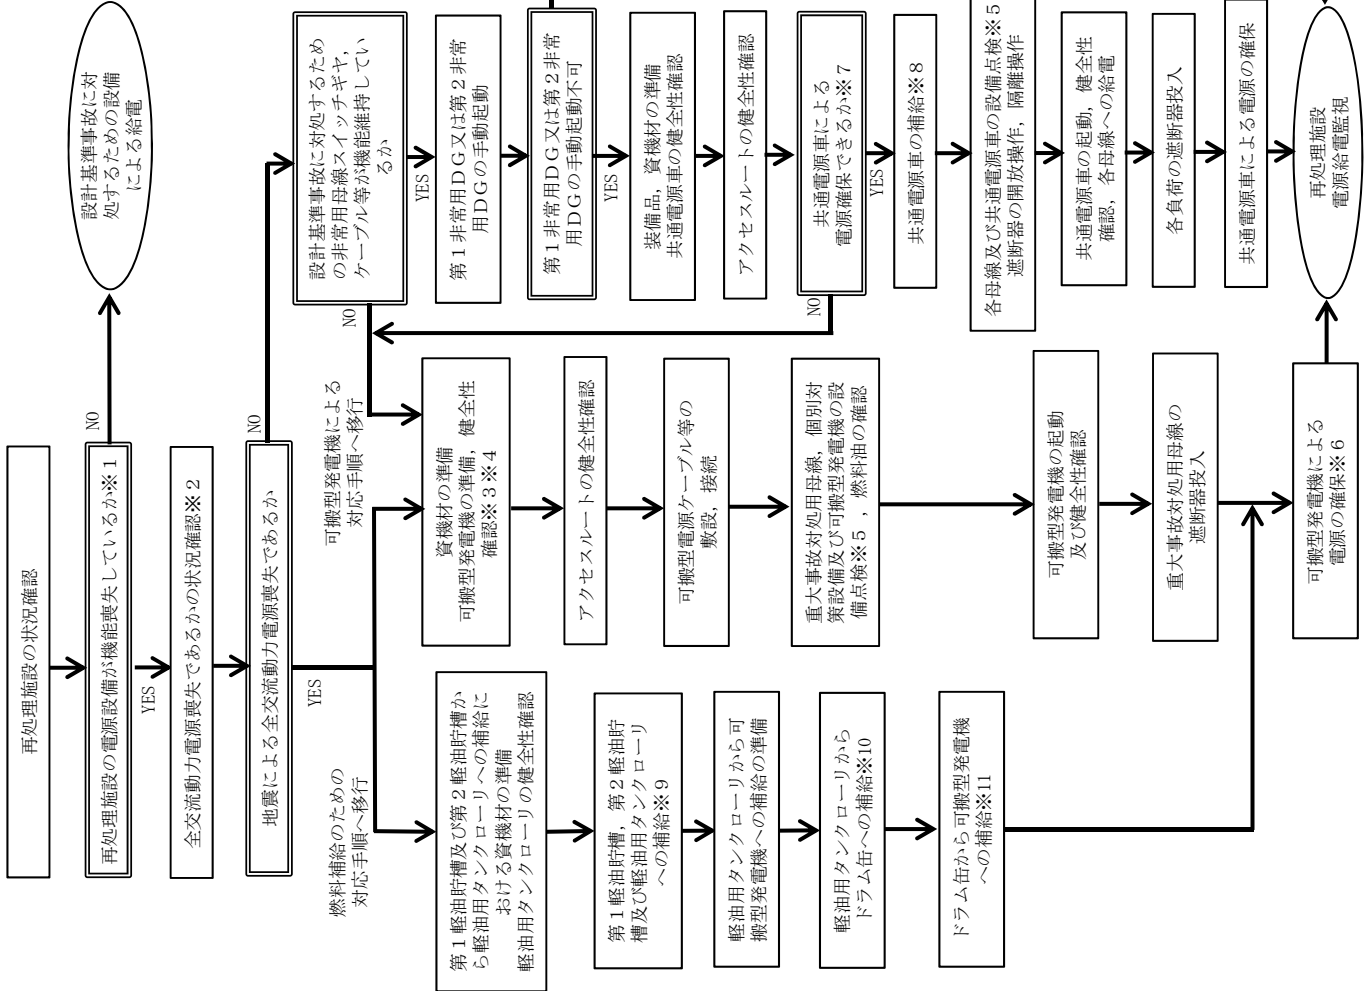 再処理施設の状況確認
再処理施設の電源設備が機能喪失しているか※１
NO
設計基準事故に対
処するための設備
による給電
YES
全交流動力電源喪失であるかの状況確認※２
地震による全交流動力電源喪失であるか
NO
YES
燃料補給のための
対応手順へ移行
可搬型発電機による
対応手順へ移行
第１軽油貯槽及び第２軽油貯槽か
ら軽油用タンクローリへの補給に
おける資機材の準備
軽油用タンクローリの健全性確認
第１軽油貯槽，第２軽油貯
槽及び軽油用タンクローリ
への補給※９
軽油用タンクローリから可
搬型発電機への補給の準備
軽油用タンクローリから
ドラム缶への補給※10
ドラム缶から可搬型発電機
への補給※11
資機材の準備
可搬型発電機の準備，健全性
確認※３※４
アクセスルートの健全性確認
可搬型電源ケーブル等の
敷設，接続
重大事故対処用母線，個別対
策設備及び可搬型発電機の設
備点検※５，燃料油の確認
可搬型発電機の起動
及び健全性確認
重大事故対処用母線の
遮断器投入
可搬型発電機による
電源の確保※６
設計基準事故に対処するため
の非常用母線スイッチギヤ，
ケーブル等が機能維持してい
るか
NO
YES
第１非常用ＤＧ又は第２非常
用ＤＧの手動起動
第１非常用ＤＧ又は第２非常
用ＤＧの手動起動不可
YES
装備品，資機材の準備
共通電源車の健全性確認
アクセスルートの健全性確認
共通電源車による
電源確保できるか※７
NO
YES
共通電源車の補給※８
各母線及び共通電源車の設備点検※５
遮断器の開放操作，隔離操作
共通電源車の起動，健全性
確認，各母線への給電
各負荷の遮断器投入
共通電源車による電源の確保
再処理施設
電源給電監視